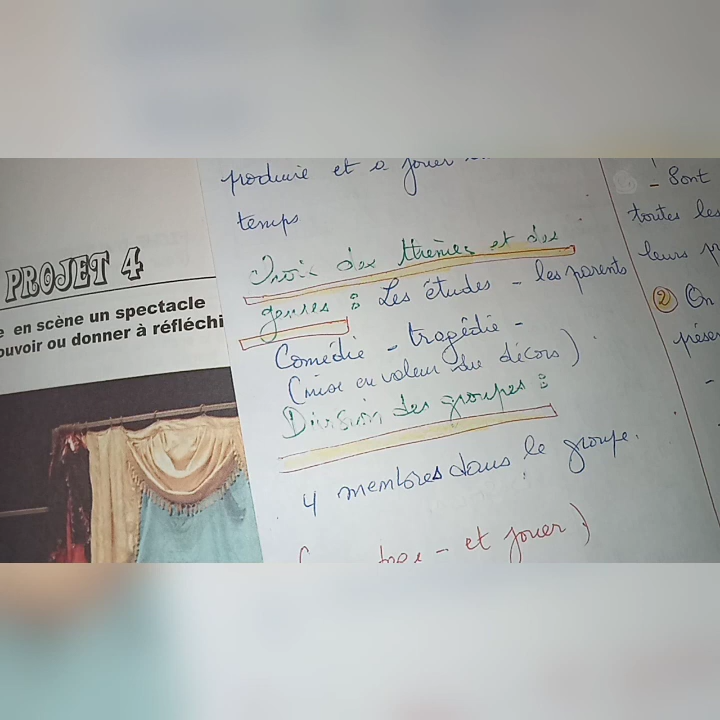 PROJET 4
en scène un spectacle
ouvoir ou donner à réfléchi
produire et à jouer
temps
Choix des thèmes et des
genres : Les études - les parents
Comédie - tragédie -
(mise en valeur du décors)
Division des groupes :
4 membres dans le groupe.
- et jouer)
- Sont
toutes les
leurs
2 On
prése
-